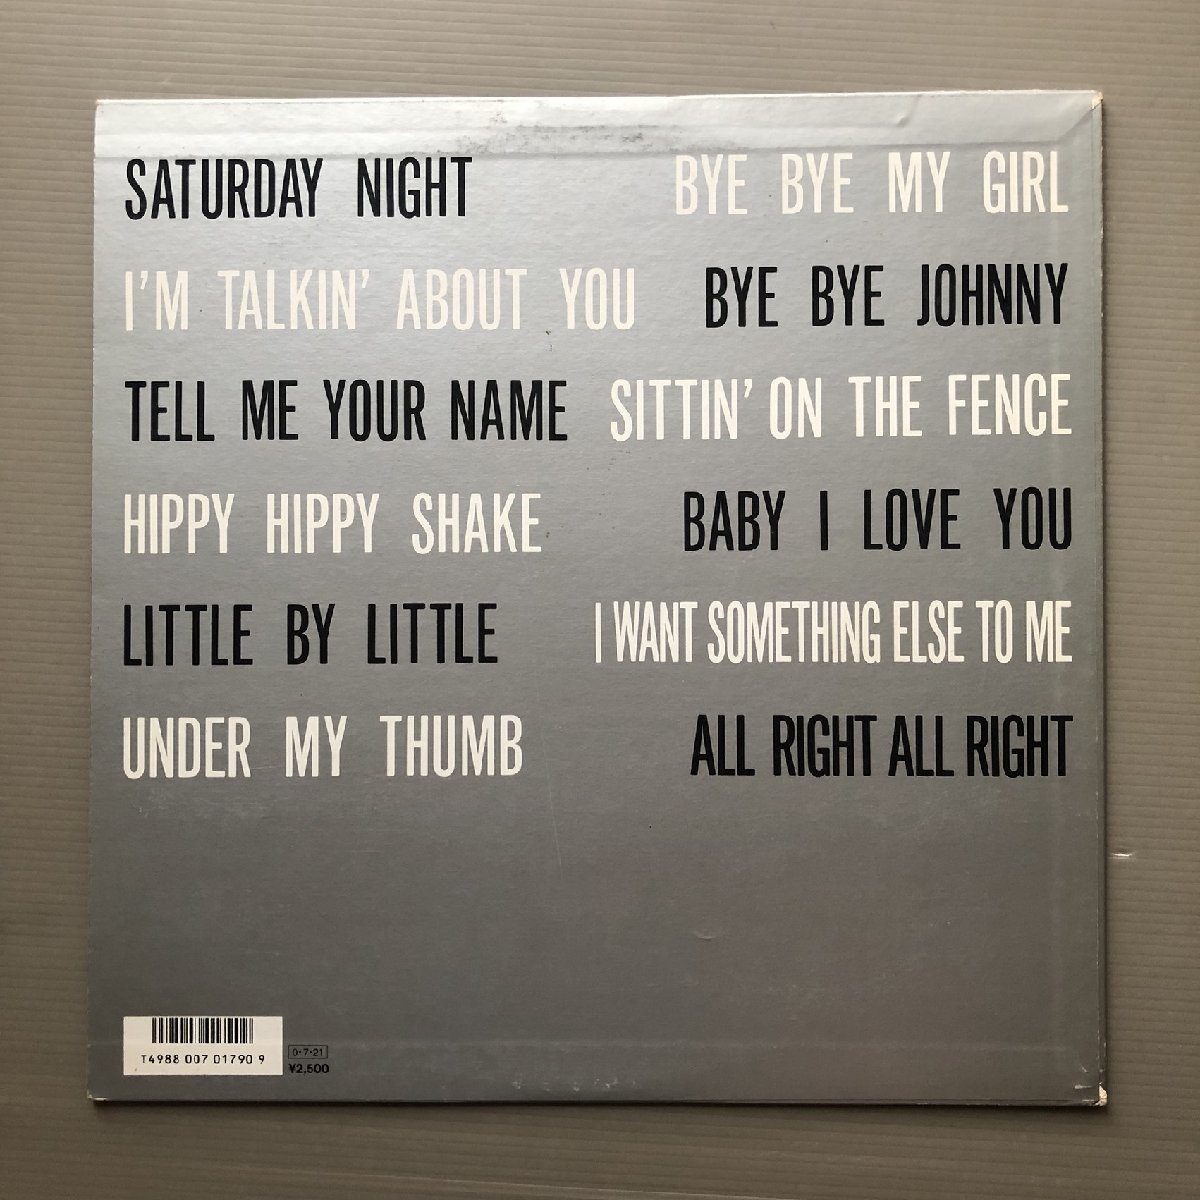 SATURDAY NIGHT
I'M TALKIN' ABOUT YOU
TELL ME YOUR NAME
HIPPY HIPPY SHAKE
LITTLE BY LITTLE
UNDER MY THUMB
BYE BYE MY GIRL
BYE BYE JOHNNY
SITTIN' ON THE FENCE
BABY I LOVE YOU
I WANT SOMETHING ELSE TO ME
ALL RIGHT ALL RIGHT
T4988 007 01790 9
0·7·21
¥2,500